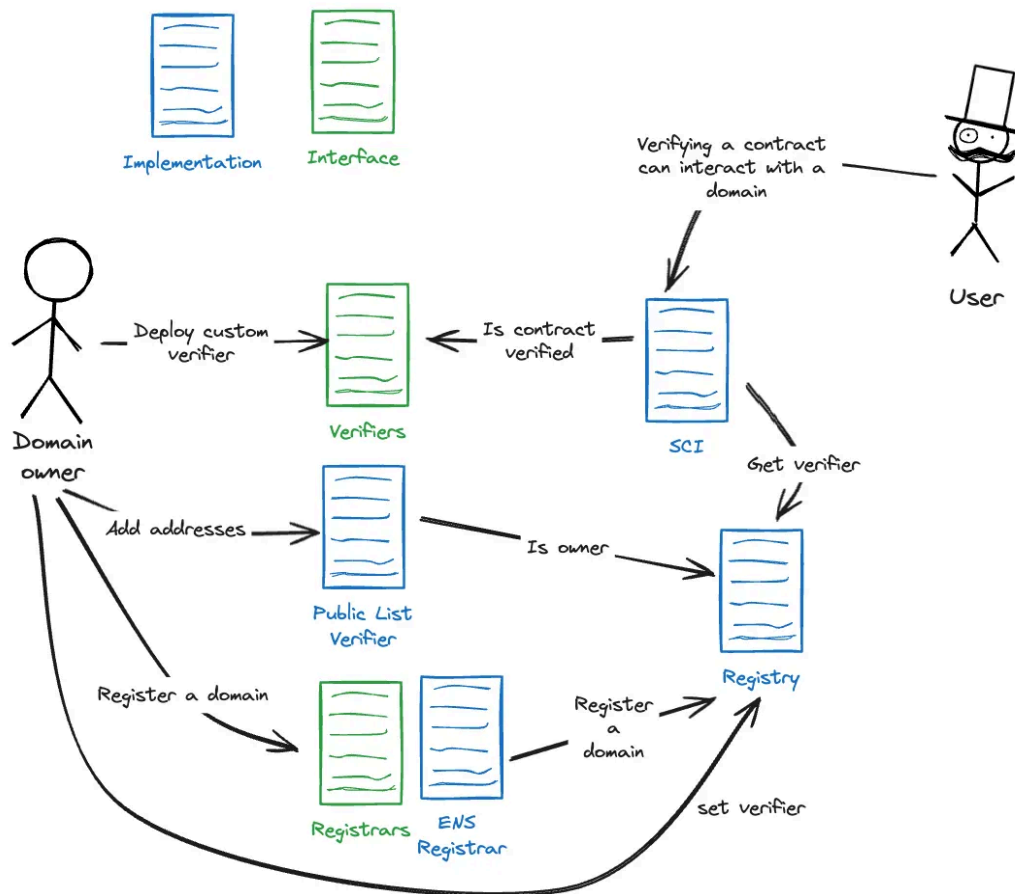 Implementation
Interface
Verifying a contract
can interact with a
domain
User
Deploy custom
verifier
Is contract
verified
Verifiers
SCI
Domain
owner
Get verifier
Add addresses
Is owner
Public List
Verifier
Registry
Register a domain
Register
a
domain
set verifier
Registrars
ENS
Registrar